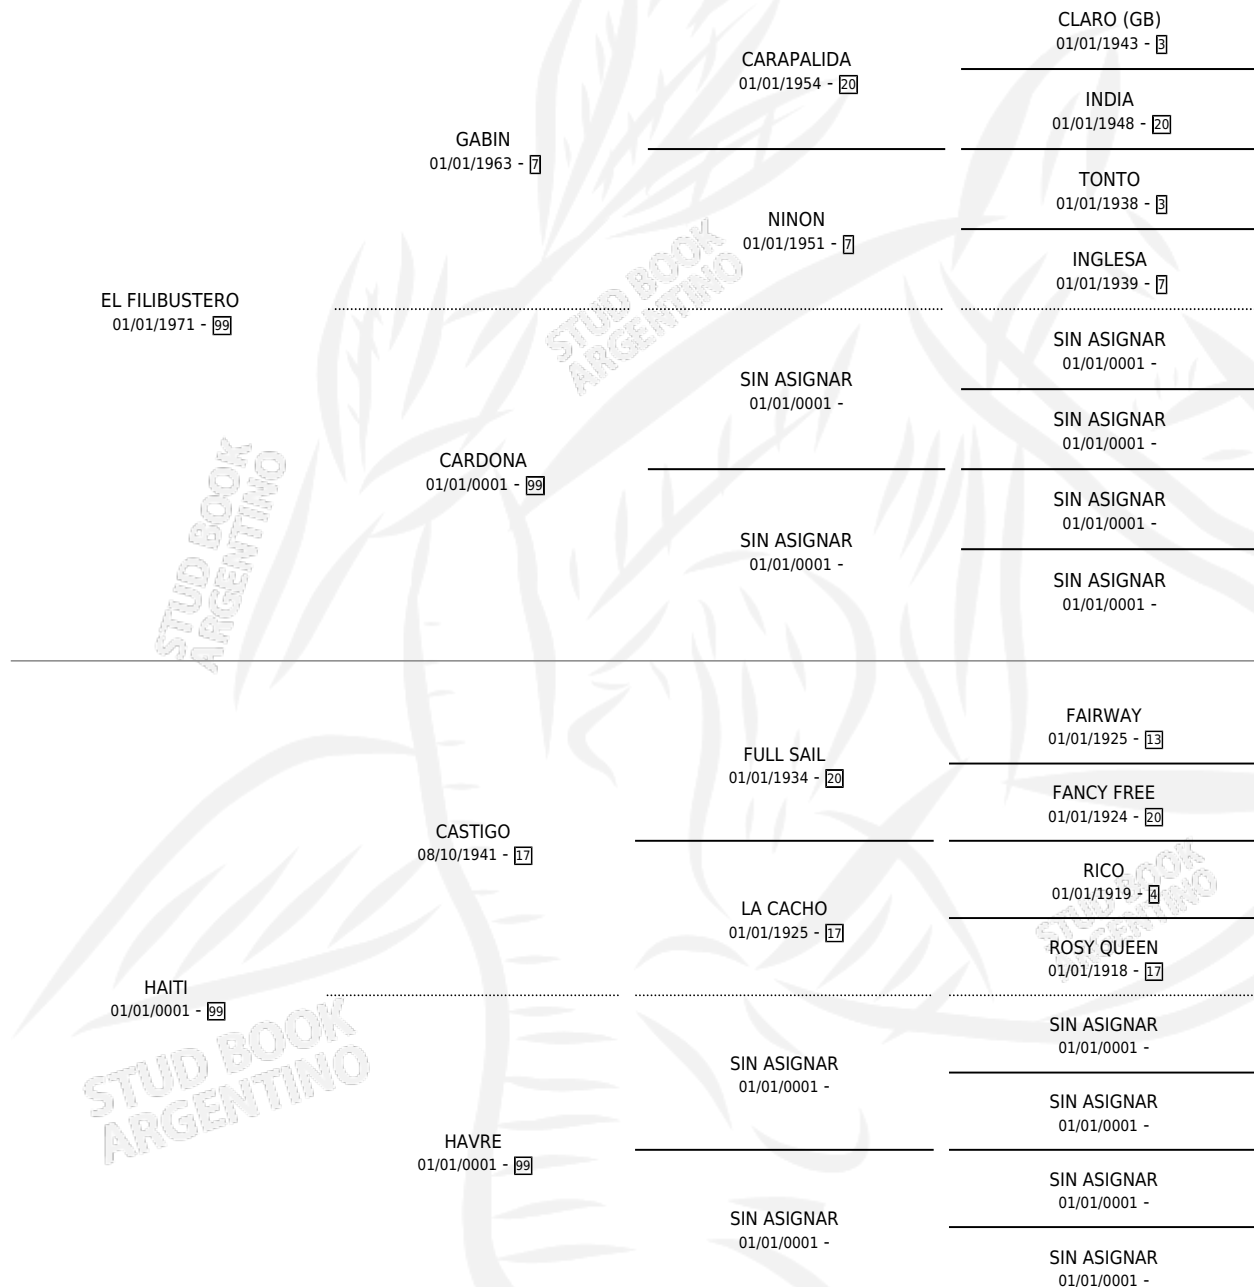 CLARO (GB)
01/01/1943 - 3
CARAPALIDA
01/01/1954 - 20
INDIA
01/01/1948 - 20
GABIN
01/01/1963 - 7
TONTO
01/01/1938 - 3
NINON
01/01/1951 - 7
INGLESA
01/01/1939 - 7
EL FILIBUSTERO
01/01/1971 - 99
SIN ASIGNAR
01/01/0001 -
SIN ASIGNAR
01/01/0001 -
SIN ASIGNAR
01/01/0001 -
CARDONA
01/01/0001 - 99
SIN ASIGNAR
01/01/0001 -
SIN ASIGNAR
01/01/0001 -
SIN ASIGNAR
01/01/0001 -
STUD BOOK
ARGENTINO
STUD BOOK
ARGENTINO
FAIRWAY
01/01/1925 - 13
FULL SAIL
01/01/1934 - 20
FANCY FREE
01/01/1924 - 20
CASTIGO
08/10/1941 - 17
RICO
01/01/1919 - 4
LA CACHO
01/01/1925 - 17
ROSY QUEEN
01/01/1918 - 17
STUD BOOK
ARGENTINO
HAITI
01/01/0001 - 99
SIN ASIGNAR
01/01/0001 -
SIN ASIGNAR
01/01/0001 -
SIN ASIGNAR
01/01/0001 -
HAVRE
01/01/0001 - 99
SIN ASIGNAR
01/01/0001 -
SIN ASIGNAR
01/01/0001 -
SIN ASIGNAR
01/01/0001 -
STUD BOOK
ARGENTINO